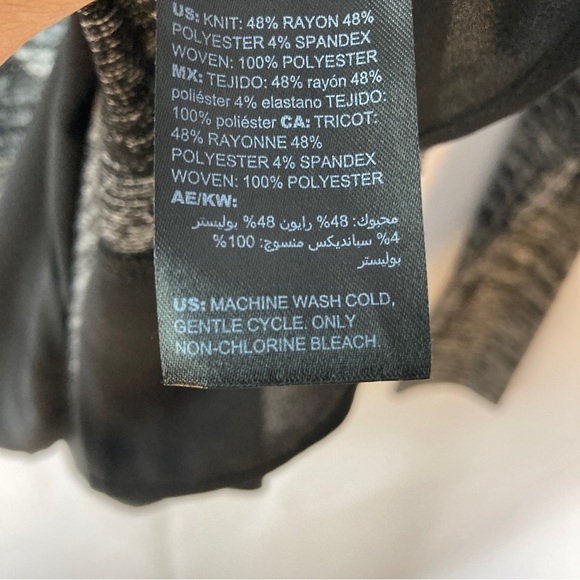 US: KNIT: 48% RAYON 48%
POLYESTER 4% SPANDEX
WOVEN: 100% POLYESTER
MX: TEJIDO: 48% rayón 48%
poliéster 4% elastano TEJIDO:
100% poliéster CA: TRICOT:
48% RAYONNE 48%
POLYESTER 4% SPANDEX
WOVEN: 100% POLYESTER
AE/KW:
محبوك: 48% رايون 48% بوليستر
4% سبانديكس منسوج: 100%
بوليستر
US: MACHINE WASH COLD,
GENTLE CYCLE. ONLY
NON-CHLORINE BLEACH.